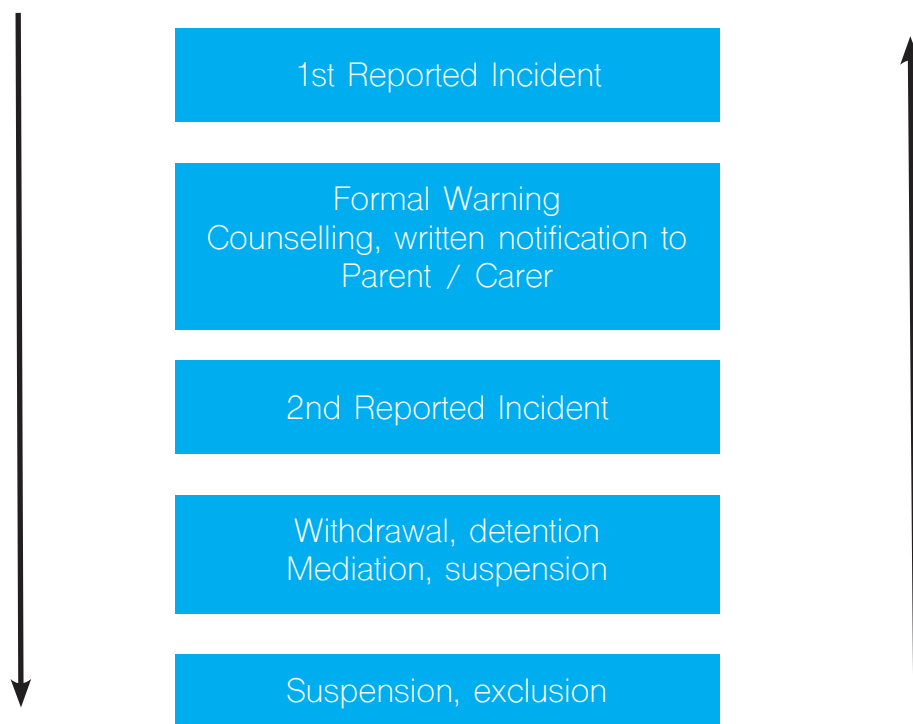 1st Reported Incident
Formal Warning
Counselling, written notification to
Parent / Carer
2nd Reported Incident
Withdrawal, detention
Mediation, suspension
Suspension, exclusion